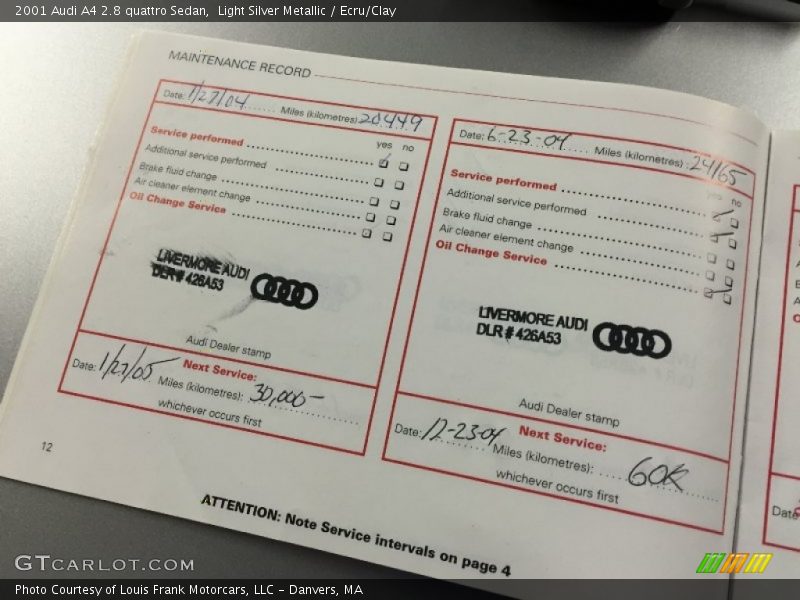 2001 Audi A4 2.8 quattro Sedan,  Light Silver Metallic / Ecru/Clay
MAINTENANCE RECORD
Date: 1/27/04 Miles (kilometres): 20449
yes no
Service performed
Additional service performed
Brake fluid change
Air cleaner element change
Oil Change Service
LIVERMORE AUDI
DLR # 426A53
Audi Dealer stamp
Next Service:
Date: 1/27/05 Miles (kilometres): 30,000-
whichever occurs first
Date: 6-23-04 Miles (kilometres): 24165
yes no
Service performed
Additional service performed
Brake fluid change
Air cleaner element change
Oil Change Service
LIVERMORE AUDI
DLR # 426A53
Audi Dealer stamp
Next Service:
Date: 12-23-04 Miles (kilometres): 60K
whichever occurs first
Date
12
ATTENTION: Note Service intervals on page 4
GTCARLOT.COM
Photo Courtesy of Louis Frank Motorcars, LLC - Danvers, MA